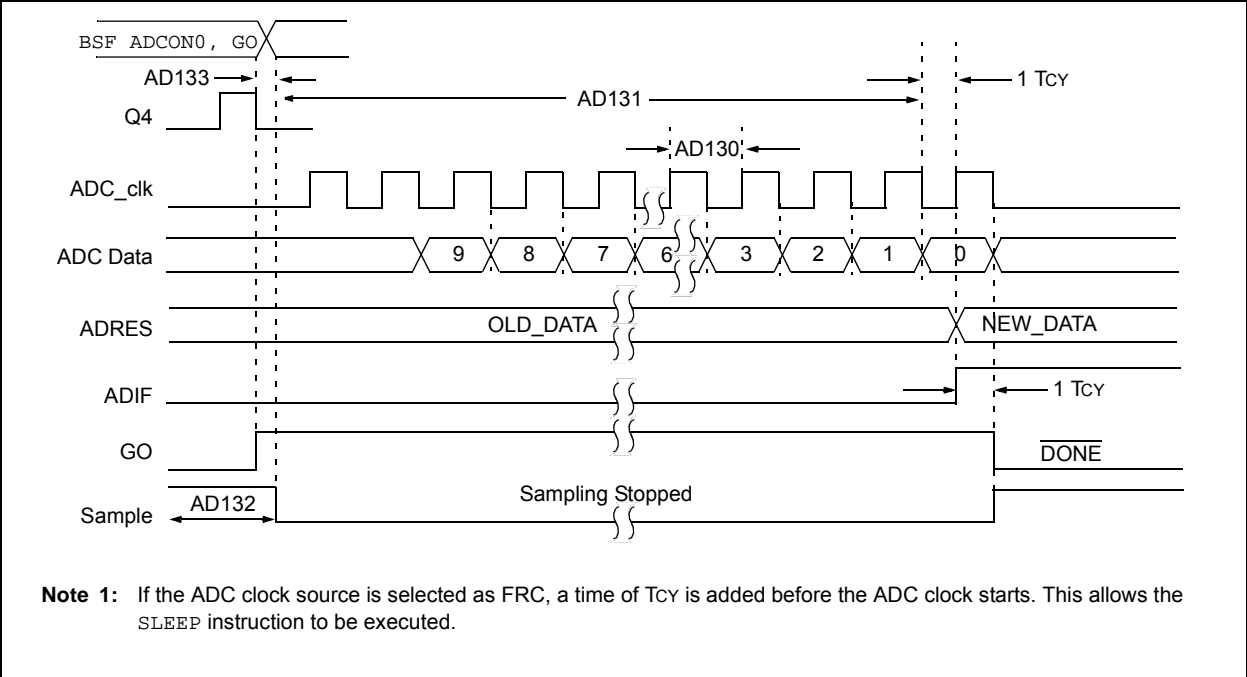 BSF ADCON0, GO
AD133
1 TCY
AD131
Q4
AD130
ADC_clk
ADC Data
9 8 7 6 3 2 1 0
OLD_DATA
NEW_DATA
ADRES
ADIF
1 TCY
GO
DONE
Sampling Stopped
AD132
Sample
Note 1: If the ADC clock source is selected as FRC, a time of TCY is added before the ADC clock starts. This allows the
SLEEP instruction to be executed.